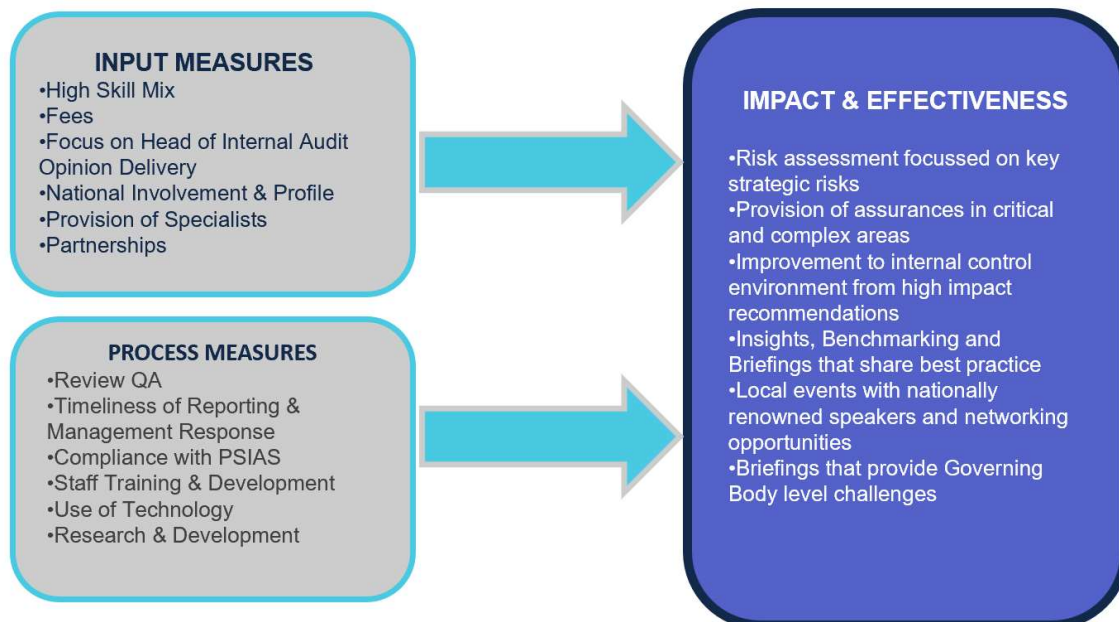 INPUT MEASURES
•High Skill Mix
•Fees
•Focus on Head of Internal Audit
Opinion Delivery
•National Involvement & Profile
•Provision of Specialists
•Partnerships
PROCESS MEASURES
•Review QA
•Timeliness of Reporting &
Management Response
•Compliance with PSIAS
•Staff Training & Development
•Use of Technology
•Research & Development
IMPACT & EFFECTIVENESS
•Risk assessment focussed on key
strategic risks
•Provision of assurances in critical
and complex areas
•Improvement to internal control
environment from high impact
recommendations
•Insights, Benchmarking and
Briefings that share best practice
•Local events with nationally
renowned speakers and networking
opportunities
•Briefings that provide Governing
Body level challenges